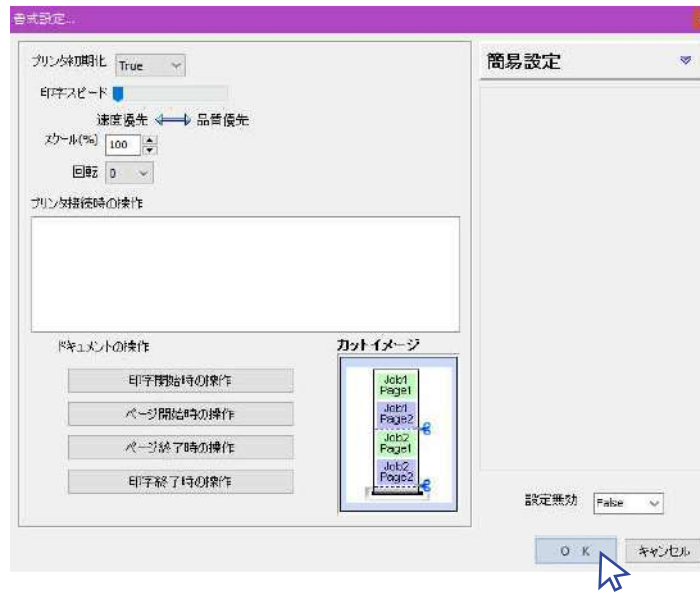 書式設定...
プリンタ初期化 True
印字スピード
速度優先 品質優先
スケール(%) 100
回転 0
プリンタ接続時の操作
ドキュメントの操作
印字開始時の操作
ページ開始時の操作
ページ終了時の操作
印字終了時の操作
カットイメージ
Job1
Page1
Job1
Page2
Job2
Page1
Job2
Page2
簡易設定
設定無効 False
OK キャンセル